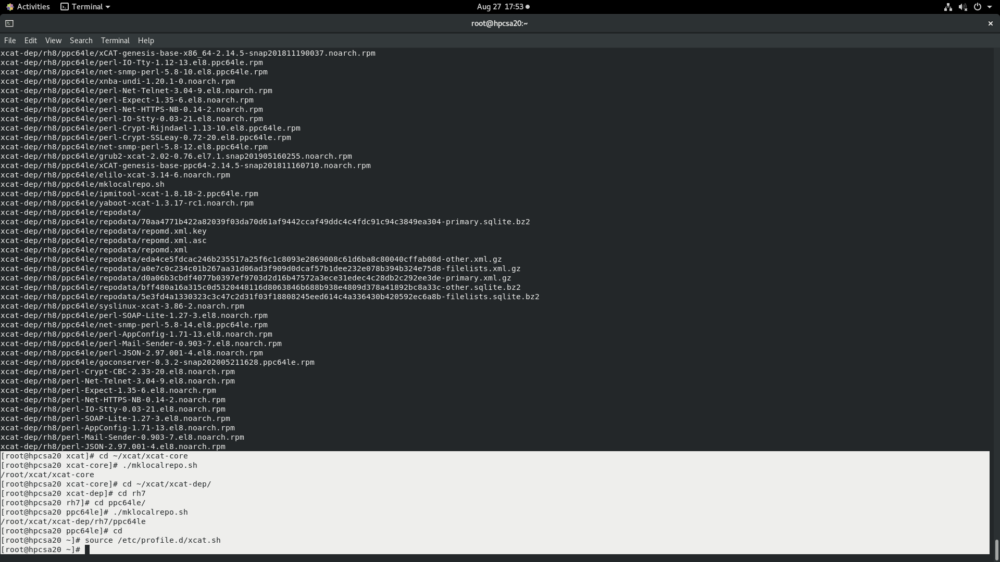 Activities
Terminal
Aug 27 17:53
root@hpcsa20:~
File Edit View Search Terminal Help
xcat-dep/rh8/ppc64le/xCAT-genesis-base-x86_64-2.14.5-snap201811190037.noarch.rpm
xcat-dep/rh8/ppc64le/perl-IO-Tty-1.12-13.el8.ppc64le.rpm
xcat-dep/rh8/ppc64le/net-snmp-perl-5.8-10.el8.ppc64le.rpm
xcat-dep/rh8/ppc64le/xnba-undi-1.20.1-0.noarch.rpm
xcat-dep/rh8/ppc64le/perl-Net-Telnet-3.04-9.el8.noarch.rpm
xcat-dep/rh8/ppc64le/perl-Expect-1.35-6.el8.noarch.rpm
xcat-dep/rh8/ppc64le/perl-Net-HTTPS-NB-0.14-2.noarch.rpm
xcat-dep/rh8/ppc64le/perl-IO-Stty-0.03-21.el8.noarch.rpm
xcat-dep/rh8/ppc64le/perl-Crypt-Rijndael-1.13-10.el8.ppc64le.rpm
xcat-dep/rh8/ppc64le/perl-Crypt-SSLeay-0.72-20.el8.ppc64le.rpm
xcat-dep/rh8/ppc64le/net-snmp-perl-5.8-12.el8.ppc64le.rpm
xcat-dep/rh8/ppc64le/grub2-xcat-2.02-0.76.el7.1.snap201905160255.noarch.rpm
xcat-dep/rh8/ppc64le/xCAT-genesis-base-ppc64-2.14.5-snap201811160710.noarch.rpm
xcat-dep/rh8/ppc64le/elilo-xcat-3.14-6.noarch.rpm
xcat-dep/rh8/ppc64le/mklocalrepo.sh
xcat-dep/rh8/ppc64le/ipmitool-xcat-1.8.18-2.ppc64le.rpm
xcat-dep/rh8/ppc64le/yaboot-xcat-1.3.17-rc1.noarch.rpm
xcat-dep/rh8/ppc64le/repodata/
xcat-dep/rh8/ppc64le/repodata/70aa4771b422a82039f03da70d61af9442ccaf49ddc4c4fdc91c94c3849ea304-primary.sqlite.bz2
xcat-dep/rh8/ppc64le/repodata/repomd.xml.key
xcat-dep/rh8/ppc64le/repodata/repomd.xml.asc
xcat-dep/rh8/ppc64le/repodata/repomd.xml
xcat-dep/rh8/ppc64le/repodata/eda4ce5fdcac246b235517a25f6c1c8093e2869008c61d6ba8c80040cffab08d-other.xml.gz
xcat-dep/rh8/ppc64le/repodata/a0e7c0c234c01b267aa31d06ad3f909d0dcaf57b1dee232e078b394b324e75d8-filelists.xml.gz
xcat-dep/rh8/ppc64le/repodata/d0a06b3cbdf4077b0397ef9703d2d16b47572a3ece31edec4c28db2c292ee3de-primary.xml.gz
xcat-dep/rh8/ppc64le/repodata/bff480a16a315c0d5320448116d8063846b688b938e4809d378a41892bc8a33c-other.sqlite.bz2
xcat-dep/rh8/ppc64le/repodata/5e3fd4a1330323c3c47c2d31f03f18808245eed614c4a336430b420592ec6a8b-filelists.sqlite.bz2
xcat-dep/rh8/ppc64le/syslinux-xcat-3.86-2.noarch.rpm
xcat-dep/rh8/ppc64le/perl-SOAP-Lite-1.27-3.el8.noarch.rpm
xcat-dep/rh8/ppc64le/net-snmp-perl-5.8-14.el8.ppc64le.rpm
xcat-dep/rh8/ppc64le/perl-AppConfig-1.71-13.el8.noarch.rpm
xcat-dep/rh8/ppc64le/perl-Mail-Sender-0.903-7.el8.noarch.rpm
xcat-dep/rh8/ppc64le/perl-JSON-2.97.001-4.el8.noarch.rpm
xcat-dep/rh8/ppc64le/goconserver-0.3.2-snap202005211628.ppc64le.rpm
xcat-dep/rh8/perl-Crypt-CBC-2.33-20.el8.noarch.rpm
xcat-dep/rh8/perl-Net-Telnet-3.04-9.el8.noarch.rpm
xcat-dep/rh8/perl-Expect-1.35-6.el8.noarch.rpm
xcat-dep/rh8/perl-Net-HTTPS-NB-0.14-2.noarch.rpm
xcat-dep/rh8/perl-IO-Stty-0.03-21.el8.noarch.rpm
xcat-dep/rh8/perl-SOAP-Lite-1.27-3.el8.noarch.rpm
xcat-dep/rh8/perl-AppConfig-1.71-13.el8.noarch.rpm
xcat-dep/rh8/perl-Mail-Sender-0.903-7.el8.noarch.rpm
xcat-dep/rh8/perl-JSON-2.97.001-4.el8.noarch.rpm
[root@hpcsa20 xcat]# cd ~/xcat/xcat-core
[root@hpcsa20 xcat-core]# ./mklocalrepo.sh
/root/xcat/xcat-core
[root@hpcsa20 xcat-core]# cd ~/xcat/xcat-dep/
[root@hpcsa20 xcat-dep]# cd rh7
[root@hpcsa20 rh7]# cd ppc64le/
[root@hpcsa20 ppc64le]# ./mklocalrepo.sh
/root/xcat/xcat-dep/rh7/ppc64le
[root@hpcsa20 ppc64le]# cd
[root@hpcsa20 ~]# source /etc/profile.d/xcat.sh
[root@hpcsa20 ~]#